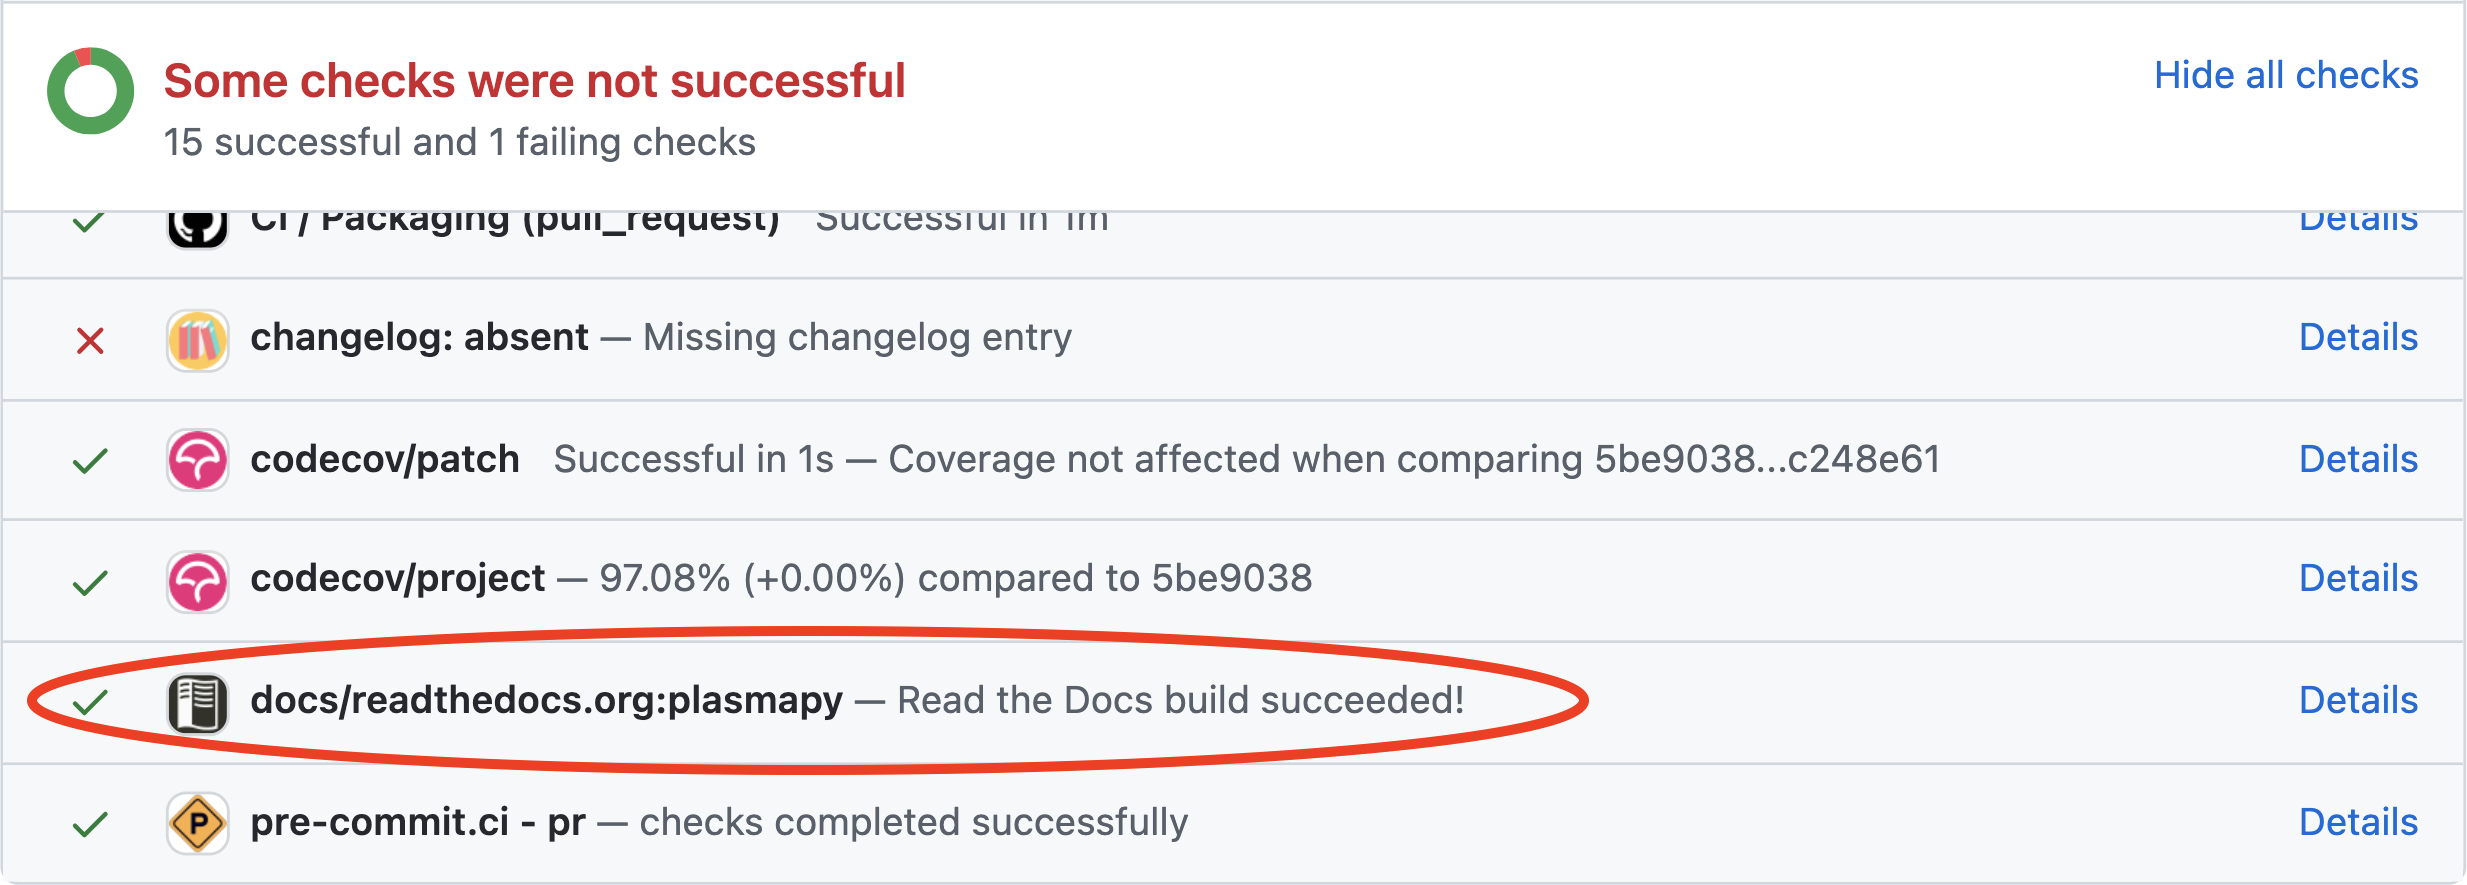 Some checks were not successful
Hide all checks
15 successful and 1 failing checks
CI / Packaging (pull_request) Successful in 1m Details
changelog: absent — Missing changelog entry Details
codecov/patch Successful in 1s — Coverage not affected when comparing 5be9038...c248e61 Details
codecov/project — 97.08% (+0.00%) compared to 5be9038 Details
docs/readthedocs.org:plasmapy — Read the Docs build succeeded! Details
P pre-commit.ci - pr — checks completed successfully Details